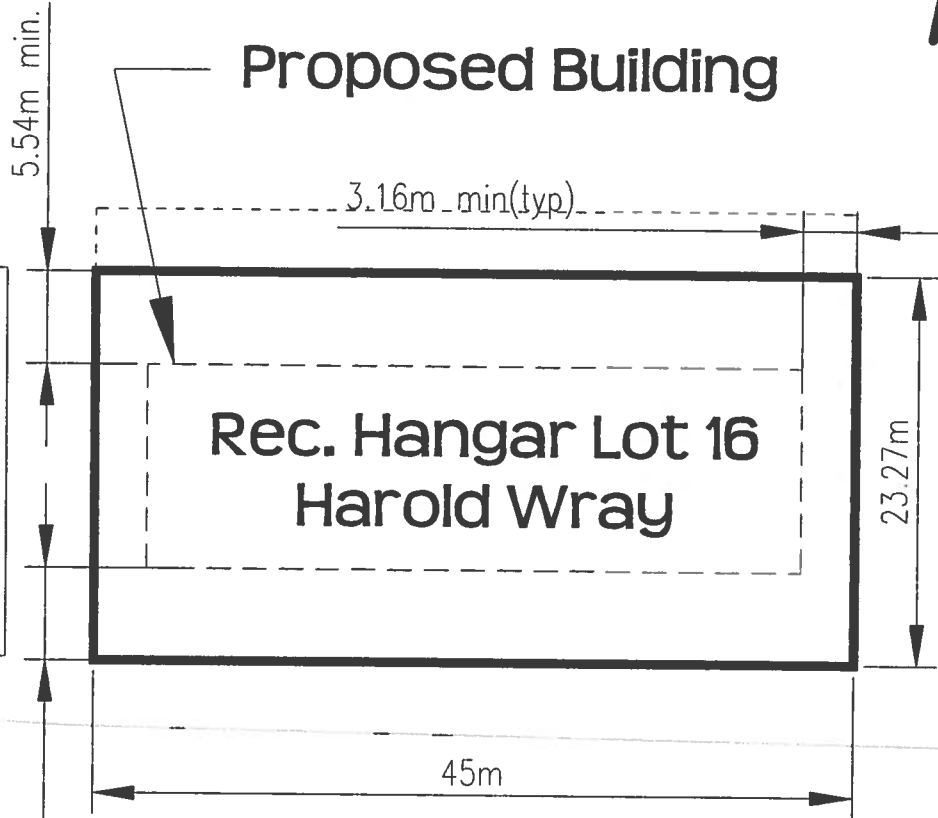 5.54m min.
Proposed Building
3.16m min(typ)
Rec. Hangar Lot 16
Harold Wray
23.27m
45m